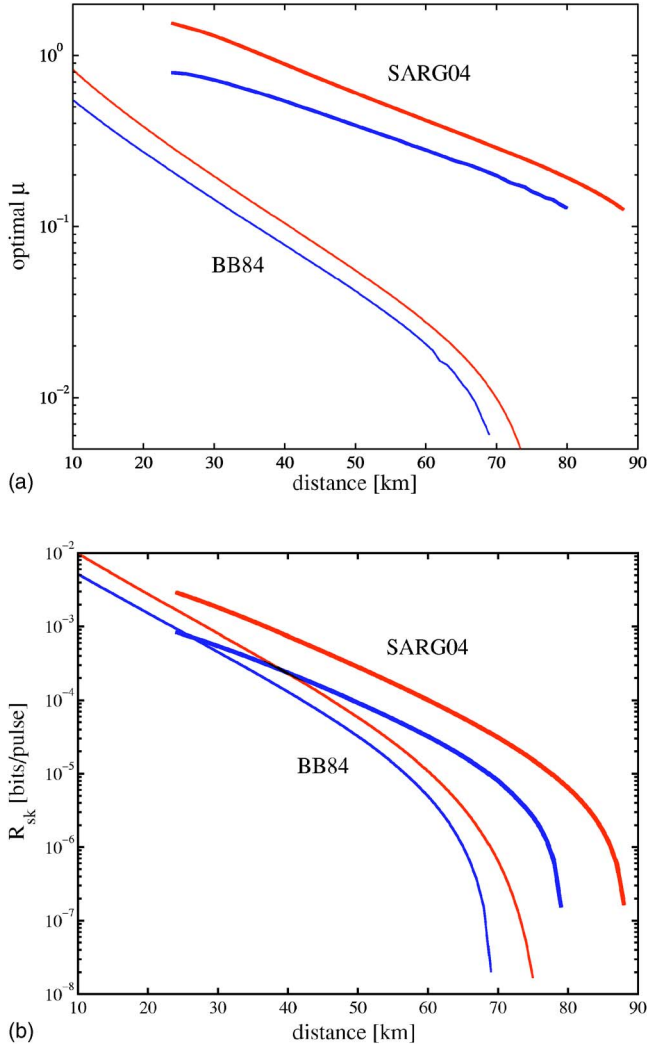 10⁰
SARG04
optimal μ
10⁻¹
BB84
10⁻²
10 20 30 40 50 60 70 80 90
(a)
distance [km]
10⁻²
10⁻³
SARG04
10⁻⁴
R_sk [bits/pulse]
BB84
10⁻⁵
10⁻⁶
10⁻⁷
10⁻⁸
10 20 30 40 50 60 70 80 90
(b)
distance [km]